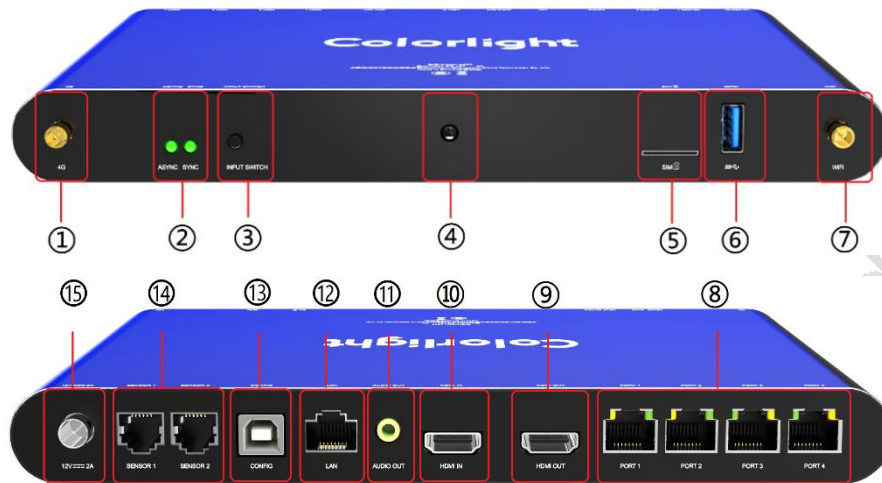 Colorlight
4G
ASYNC SYNC
INPUT SWITCH
SIM
WiFi
① ② ③ ④ ⑤ ⑥ ⑦
⑮ ⑭ ⑬ ⑫ ⑪ ⑩ ⑨ ⑧
Colorlight
12V⎓2A
SENSOR 1
SENSOR 2
CONFIG
LAN
AUDIO OUT
HDMI IN
HDMI OUT
PORT 1
PORT 2
PORT 3
PORT 4